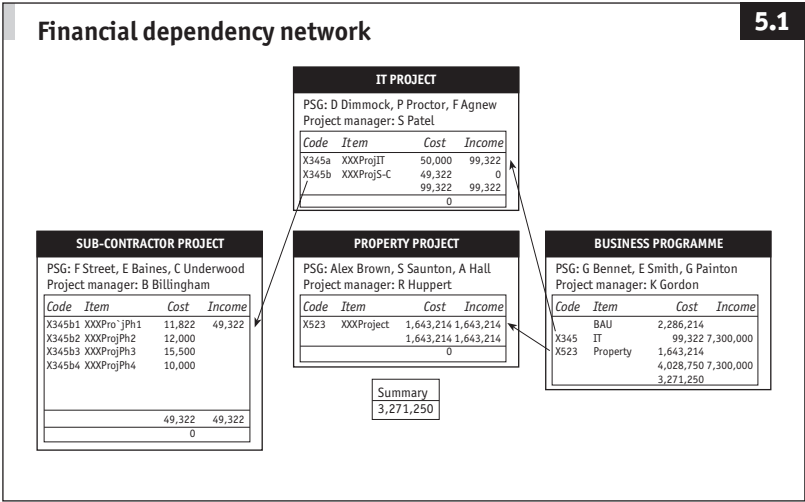 Financial dependency network
5.1
IT PROJECT
PSG: D Dimmock, P Proctor, F Agnew
Project manager: S Patel
Code Item Cost Income
X345a XXXProjIT 50,000 99,322
X345b XXXProjS-C 49,322 0
99,322 99,322
0
SUB-CONTRACTOR PROJECT
PSG: F Street, E Baines, C Underwood
Project manager: B Billingham
Code Item Cost Income
X345b1 XXXPro`jPh1 11,822 49,322
X345b2 XXXProjPh2 12,000
X345b3 XXXProjPh3 15,500
X345b4 XXXProjPh4 10,000
49,322 49,322
0
PROPERTY PROJECT
PSG: Alex Brown, S Saunton, A Hall
Project manager: R Huppert
Code Item Cost Income
X523 XXXProject 1,643,214 1,643,214
1,643,214 1,643,214
0
BUSINESS PROGRAMME
PSG: G Bennet, E Smith, G Painton
Project manager: K Gordon
Code Item Cost Income
BAU 2,286,214
X345 IT 99,322 7,300,000
X523 Property 1,643,214
4,028,750 7,300,000
3,271,250
Summary
3,271,250